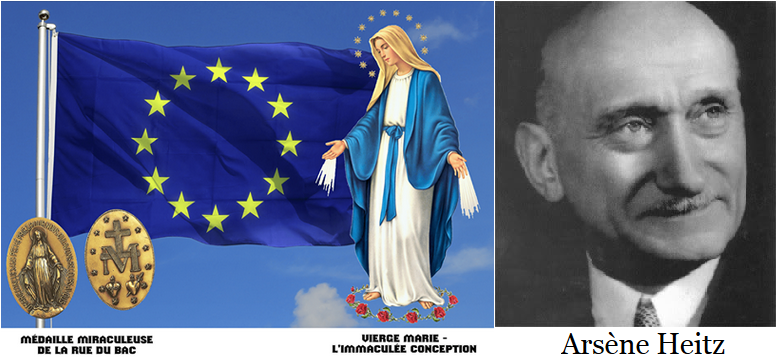 MÉDAILLE MIRACULEUSE
DE LA RUE DU BAC
VIERGE MARIE -
L'IMMACULÉE CONCEPTION
Arsène Heitz